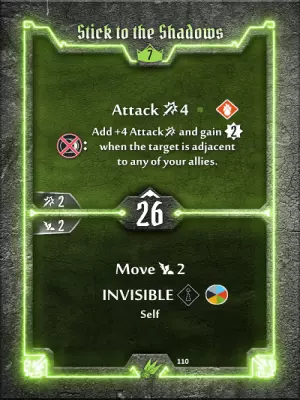 Stick to the Shadows
7
Attack 4
Add +4 Attack and gain 2
: when the target is adjacent
to any of your allies.
2
26
2
Move 2
INVISIBLE
Self
110